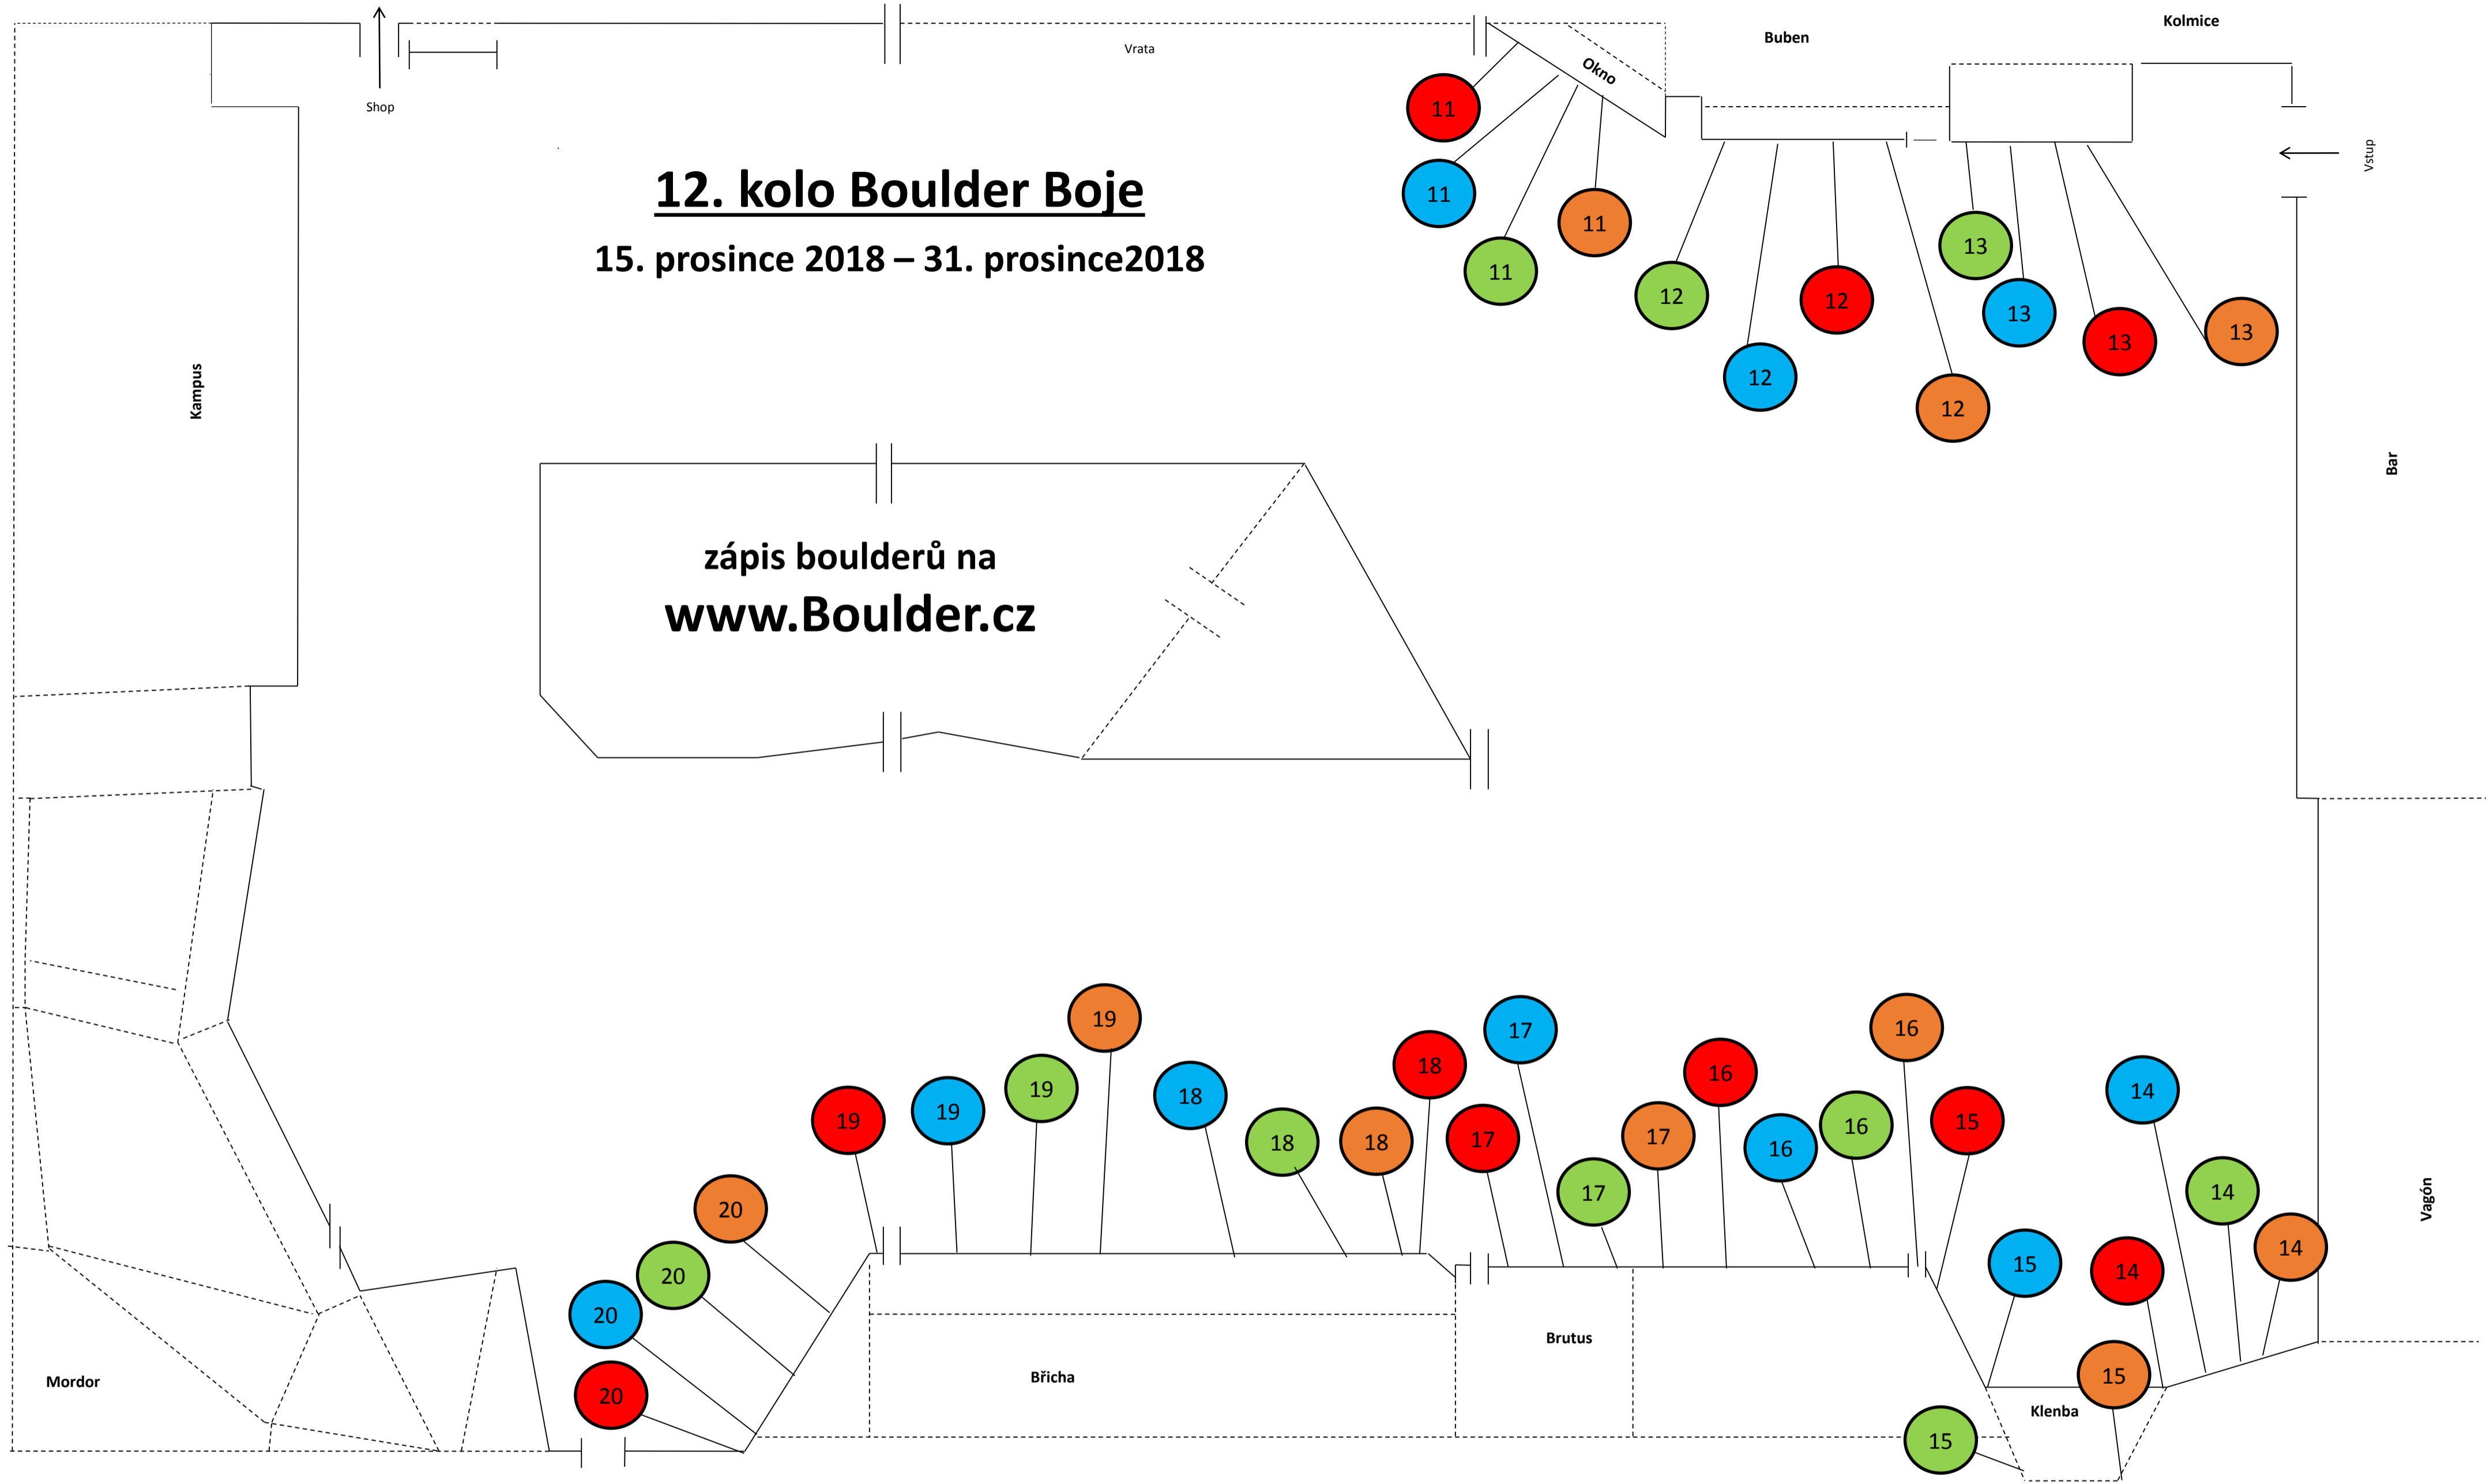 Kolmice
Buben
Vrata
Okno
Shop
11
11
11
11
12
12
12
12
13
13
13
13
Vstup
12. kolo Boulder Boje
15. prosince 2018 – 31. prosince2018
Kampus
Bar
zápis boulderů na
www.Boulder.cz
19
19
19
19
18
18
18
18
17
17
17
17
16
16
16
16
15
15
15
15
14
14
14
14
20
20
20
20
Vagón
Brutus
Břicha
Mordor
Klenba